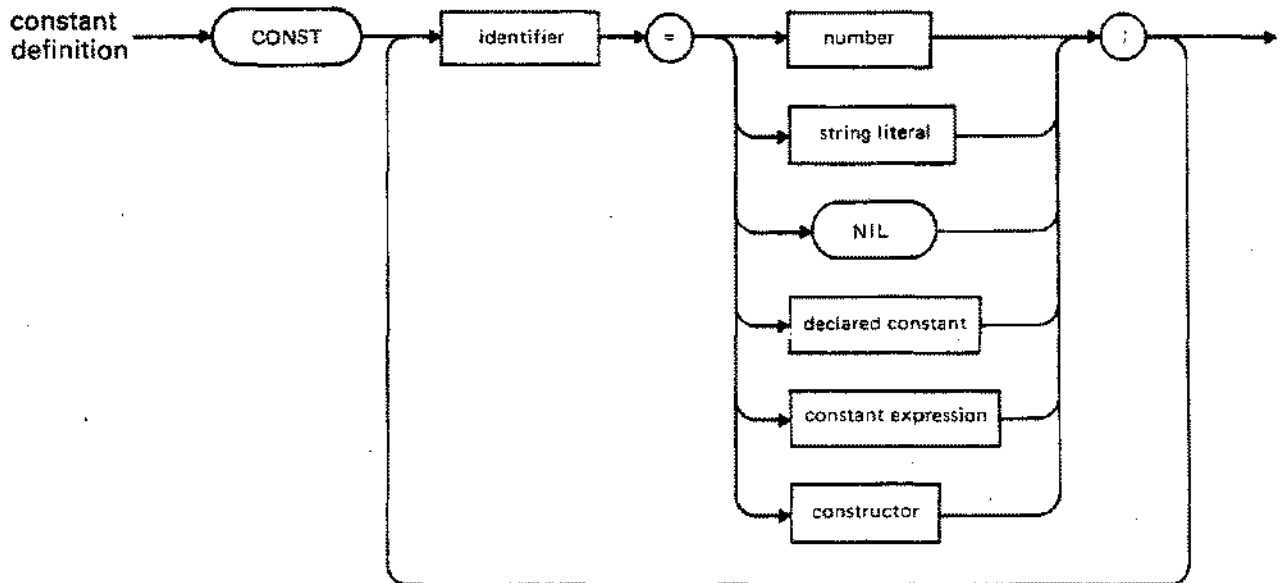 constant
definition
CONST
identifier
=
number
;
string literal
NIL
declared constant
constant expression
constructor